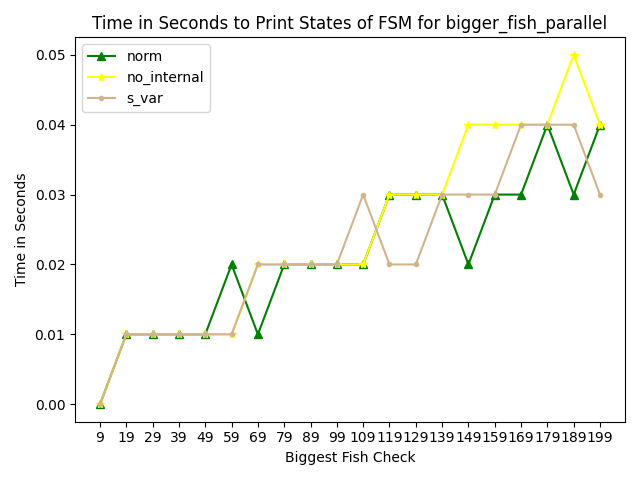 Time in Seconds to Print States of FSM for bigger_fish_parallel
norm
no_internal
s_var
Time in Seconds
0.05
0.04
0.03
0.02
0.01
0.00
9 19 29 39 49 59 69 79 89 99 109 119 129 139 149 159 169 179 189 199
Biggest Fish Check